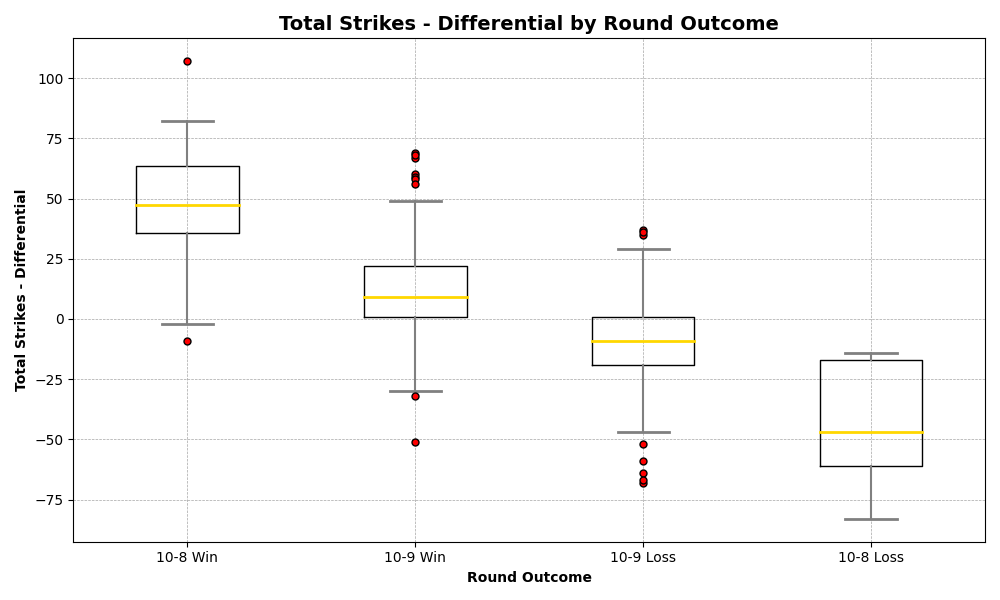 Total Strikes - Differential by Round Outcome
Total Strikes - Differential
100
75
50
25
0
−25
−50
−75
10-8 Win
10-9 Win
10-9 Loss
10-8 Loss
Round Outcome